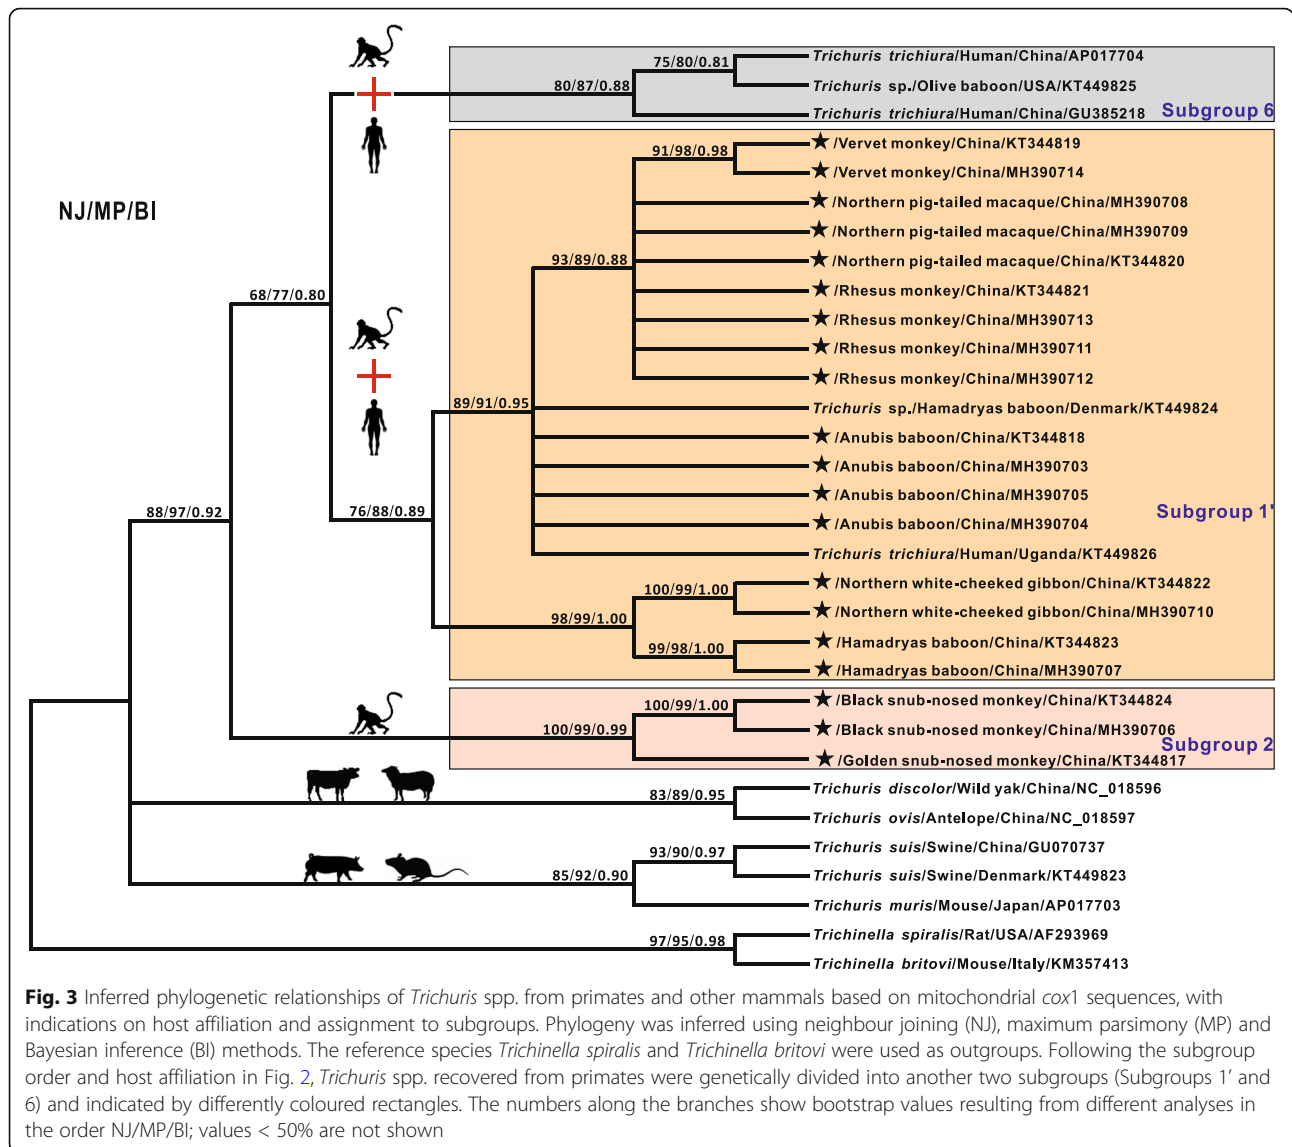 75/80/0.81
Trichuris trichiura/Human/China/AP017704
80/87/0.88
Trichuris sp./Olive baboon/USA/KT449825
Trichuris trichiura/Human/China/GU385218
Subgroup 6
91/98/0.98
★/Vervet monkey/China/KT344819
★/Vervet monkey/China/MH390714
NJ/MP/BI
★/Northern pig-tailed macaque/China/MH390708
★/Northern pig-tailed macaque/China/MH390709
93/89/0.88
★/Northern pig-tailed macaque/China/KT344820
68/77/0.80
★/Rhesus monkey/China/KT344821
★/Rhesus monkey/China/MH390713
★/Rhesus monkey/China/MH390711
★/Rhesus monkey/China/MH390712
89/91/0.95
Trichuris sp./Hamadryas baboon/Denmark/KT449824
★/Anubis baboon/China/KT344818
★/Anubis baboon/China/MH390703
★/Anubis baboon/China/MH390705
88/97/0.92
76/88/0.89
★/Anubis baboon/China/MH390704
Subgroup 1'
Trichuris trichiura/Human/Uganda/KT449826
100/99/1.00
★/Northern white-cheeked gibbon/China/KT344822
★/Northern white-cheeked gibbon/China/MH390710
98/99/1.00
99/98/1.00
★/Hamadryas baboon/China/KT344823
★/Hamadryas baboon/China/MH390707
100/99/1.00
★/Black snub-nosed monkey/China/KT344824
100/99/0.99
★/Black snub-nosed monkey/China/MH390706
Subgroup 2
★/Golden snub-nosed monkey/China/KT344817
83/89/0.95
Trichuris discolor/Wild yak/China/NC_018596
Trichuris ovis/Antelope/China/NC_018597
93/90/0.97
Trichuris suis/Swine/China/GU070737
85/92/0.90
Trichuris suis/Swine/Denmark/KT449823
Trichuris muris/Mouse/Japan/AP017703
97/95/0.98
Trichinella spiralis/Rat/USA/AF293969
Trichinella britovi/Mouse/Italy/KM357413
Fig. 3 Inferred phylogenetic relationships of Trichuris spp. from primates and other mammals based on mitochondrial cox1 sequences, with
indications on host affiliation and assignment to subgroups. Phylogeny was inferred using neighbour joining (NJ), maximum parsimony (MP) and
Bayesian inference (BI) methods. The reference species Trichinella spiralis and Trichinella britovi were used as outgroups. Following the subgroup
order and host affiliation in Fig. 2, Trichuris spp. recovered from primates were genetically divided into another two subgroups (Subgroups 1’ and
6) and indicated by differently coloured rectangles. The numbers along the branches show bootstrap values resulting from different analyses in
the order NJ/MP/BI; values < 50% are not shown